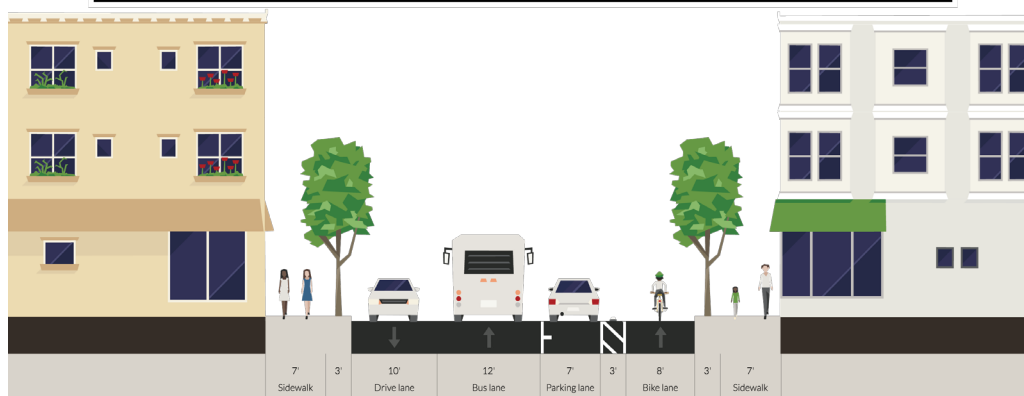 7' 3' 10' 12' 7' 3' 8' 3' 7'
Sidewalk Drive lane Bus lane Parking lane Bike lane Sidewalk